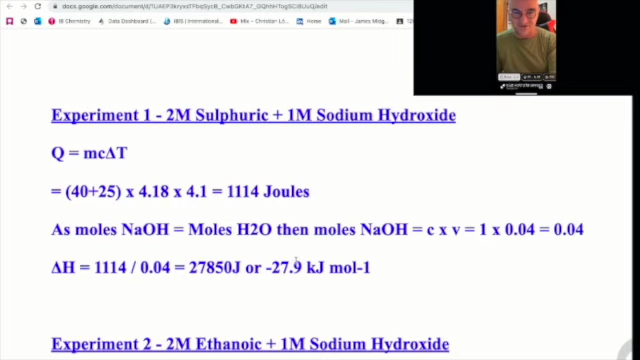 IB Chemistry
Experiment 1 - 2M Sulphuric + 1M Sodium Hydroxide
Q = mcΔT
= (40+25) x 4.18 x 4.1 = 1114 Joules
As moles NaOH = Moles H2O then moles NaOH = c x v = 1 x 0.04 = 0.04
ΔH = 1114 / 0.04 = 27850J or -27.9 kJ mol-1
Experiment 2 - 2M Ethanoic + 1M Sodium Hydroxide